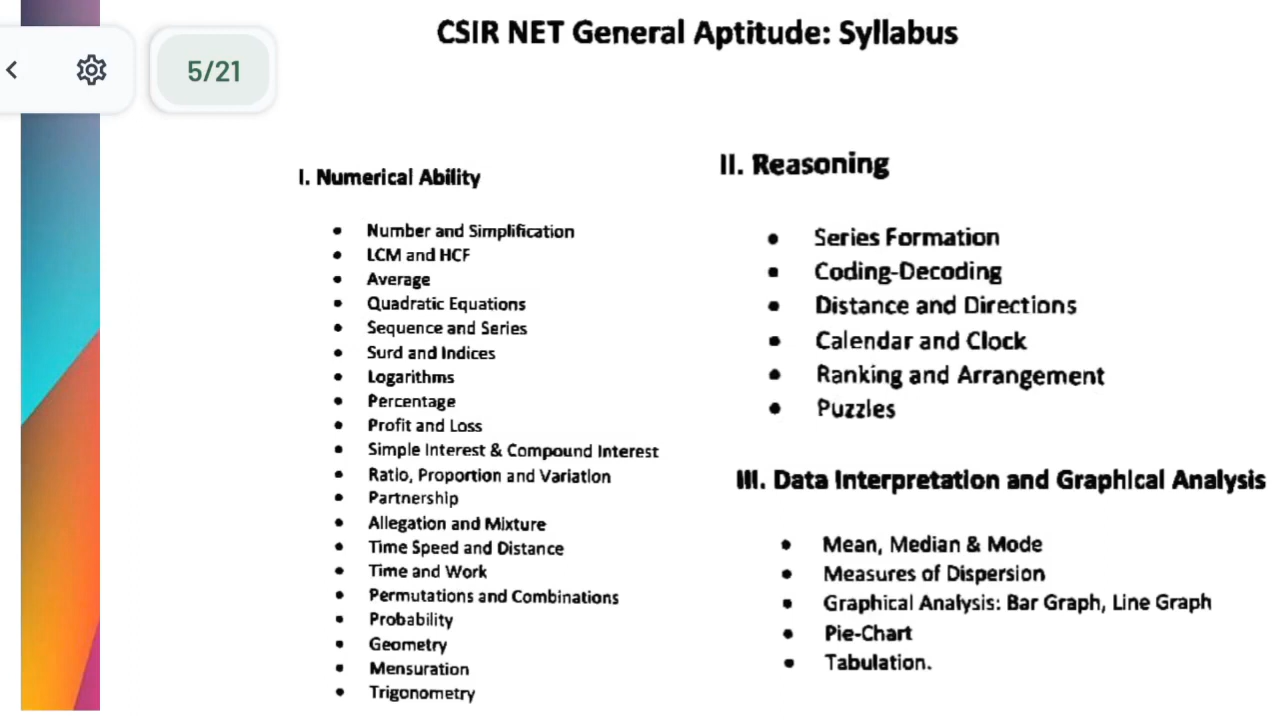 CSIR NET General Aptitude: Syllabus
5/21
I. Numerical Ability
Number and Simplification
LCM and HCF
Average
Quadratic Equations
Sequence and Series
Surd and Indices
Logarithms
Percentage
Profit and Loss
Simple Interest & Compound Interest
Ratio, Proportion and Variation
Partnership
Allegation and Mixture
Time Speed and Distance
Time and Work
Permutations and Combinations
Probability
Geometry
Mensuration
Trigonometry
II. Reasoning
Series Formation
Coding-Decoding
Distance and Directions
Calendar and Clock
Ranking and Arrangement
Puzzles
III. Data Interpretation and Graphical Analysis
Mean, Median & Mode
Measures of Dispersion
Graphical Analysis: Bar Graph, Line Graph
Pie-Chart
Tabulation.